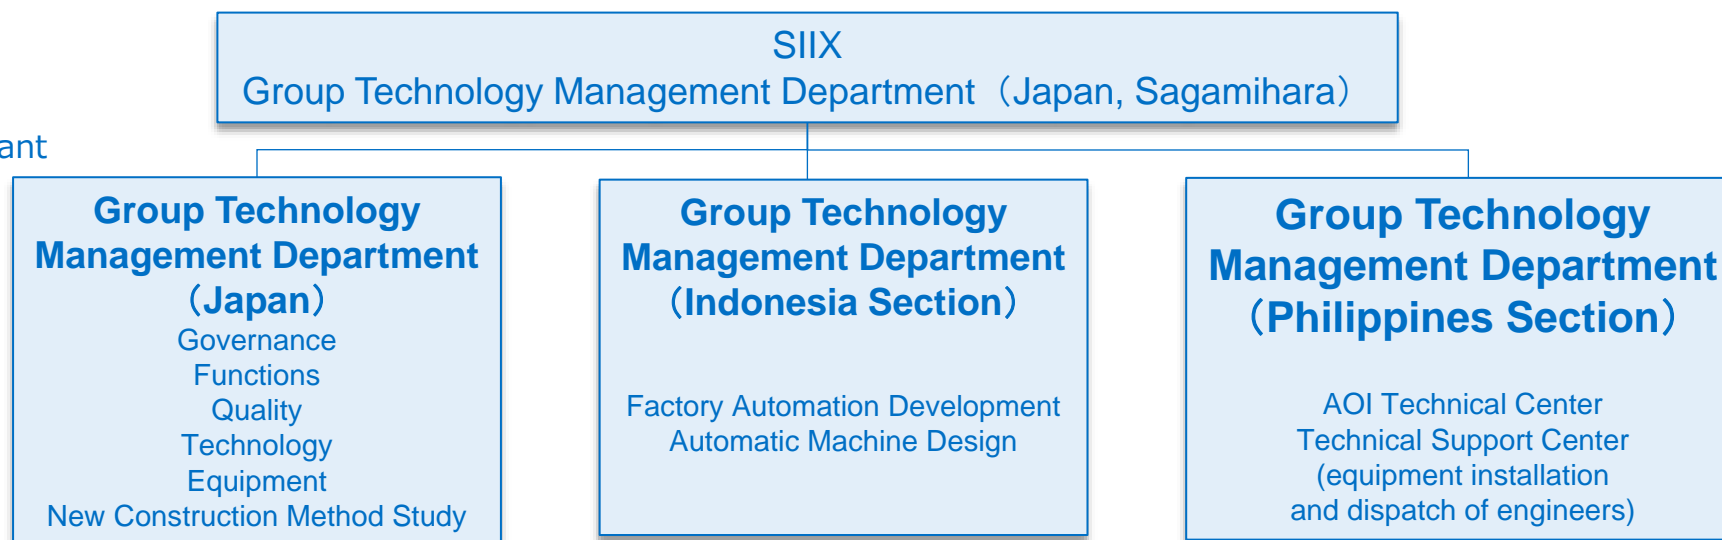 SIIX
Group Technology Management Department（Japan, Sagamihara）
ant
Group Technology
Management Department
（Japan）
Governance
Functions
Quality
Technology
Equipment
New Construction Method Study
Group Technology
Management Department
（Indonesia Section）
Factory Automation Development
Automatic Machine Design
Group Technology
Management Department
（Philippines Section）
AOI Technical Center
Technical Support Center
(equipment installation
and dispatch of engineers)